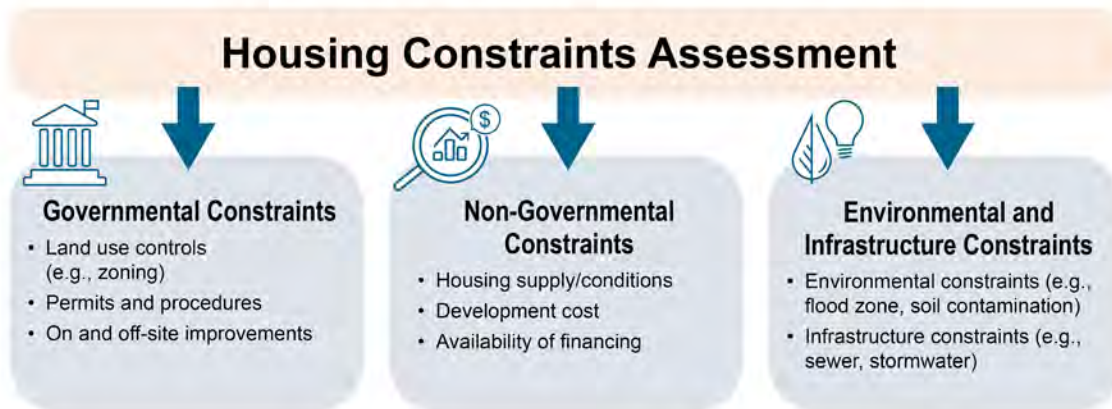 Housing Constraints Assessment
$
Governmental Constraints
• Land use controls
(e.g., zoning)
• Permits and procedures
• On and off-site improvements
Non-Governmental
Constraints
• Housing supply/conditions
• Development cost
• Availability of financing
Environmental and
Infrastructure Constraints
• Environmental constraints (e.g.,
flood zone, soil contamination)
• Infrastructure constraints (e.g.,
sewer, stormwater)